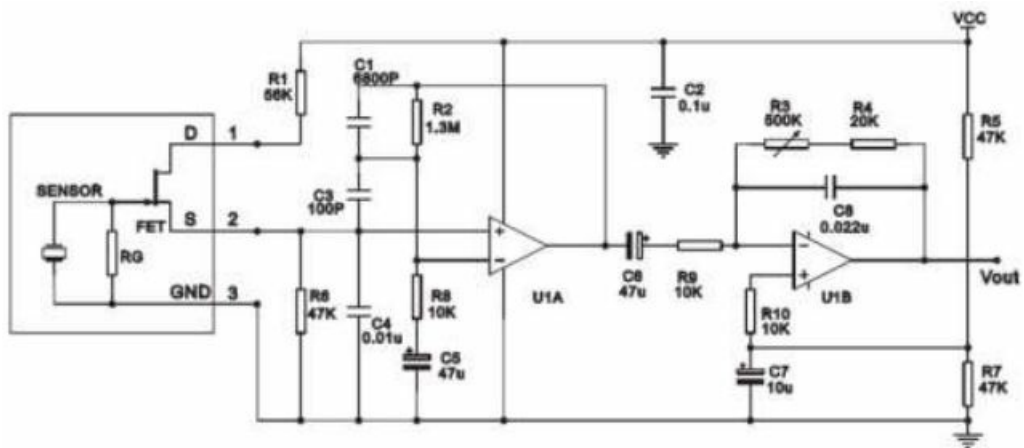 VCC
C1
6800P
R1
56K
R2
1.3M
C2
0.1u
R3
500K
R4
20K
R5
47K
D 1
SENSOR
FET
S 2
C3
100P
RG
GND 3
C8
0.022u
+
−
U1A
−
+
U1B
Vout
C6
47u
R9
10K
R6
47K
C4
0.01u
R8
10K
C5
47u
R10
10K
C7
10u
R7
47K